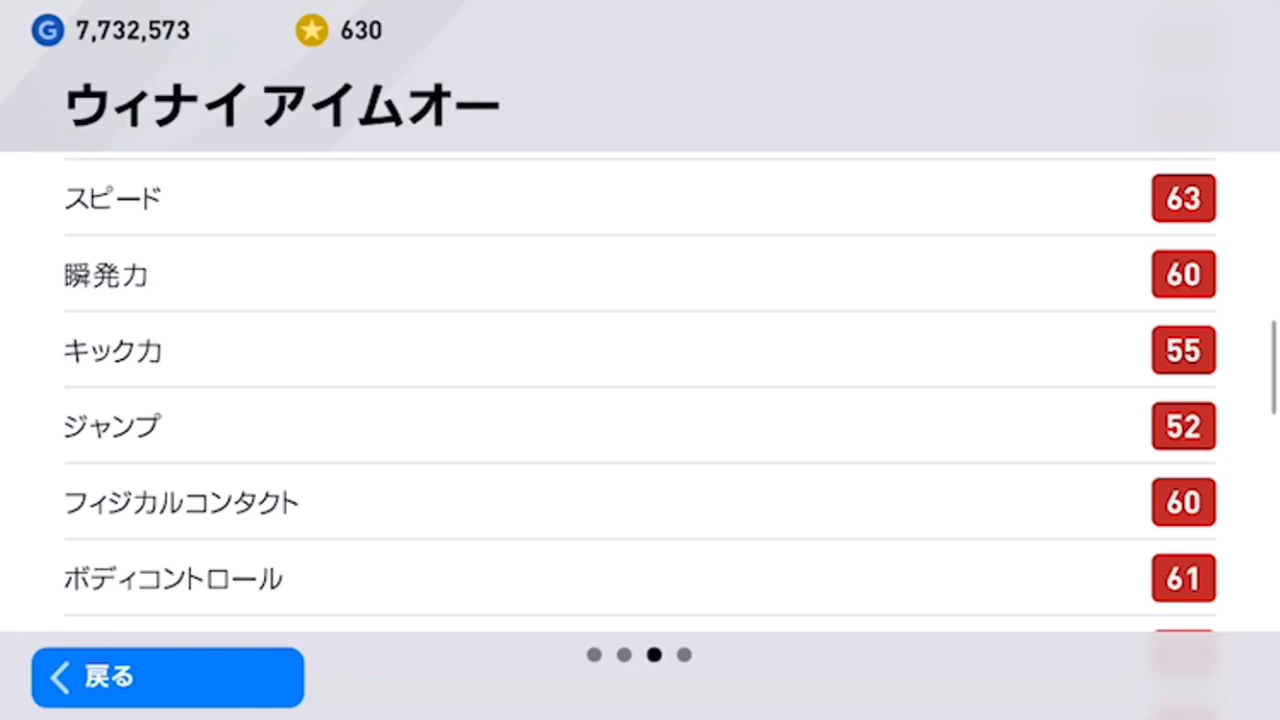 G 7,732,573 630
ウィナイ アイムオー
スピード 63
瞬発力 60
キック力 55
ジャンプ 52
フィジカルコンタクト 60
ボディコントロール 61
戻る